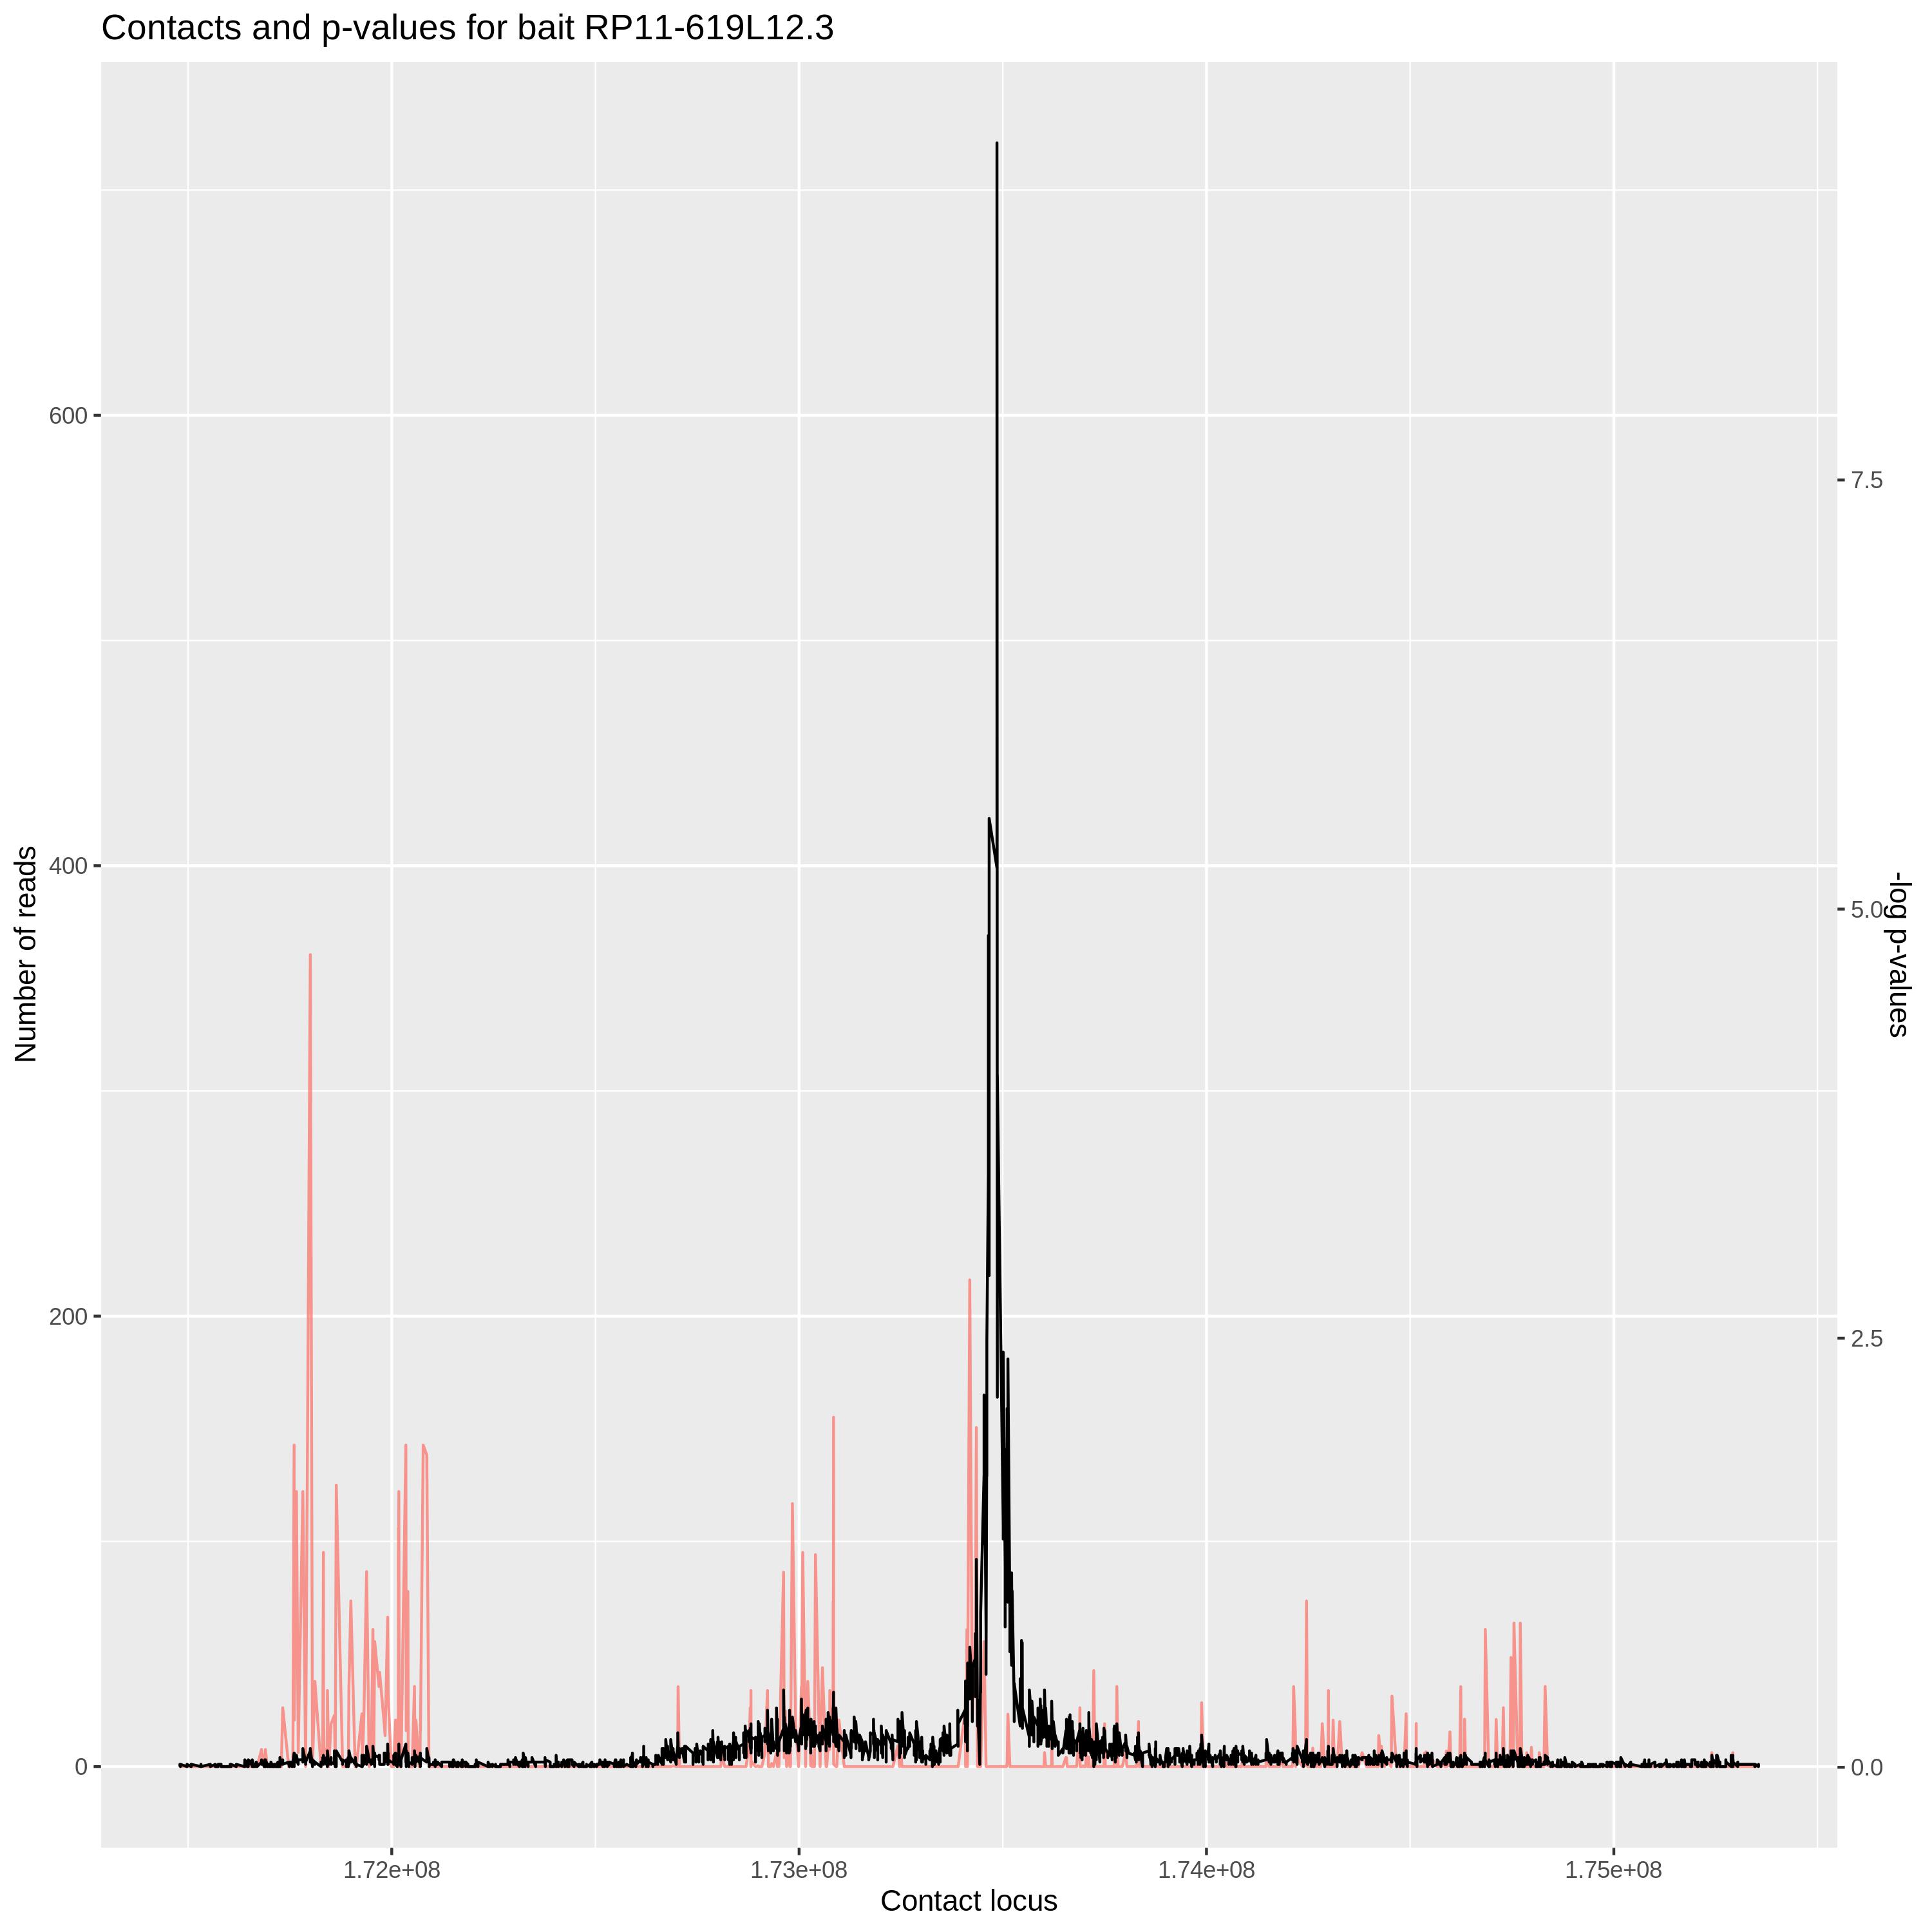 Contacts and p-values for bait RP11-619L12.3
600
400
200
0
Number of reads
7.5
5.0
2.5
0.0
-log p-values
1.72e+08
1.73e+08
1.74e+08
1.75e+08
Contact locus